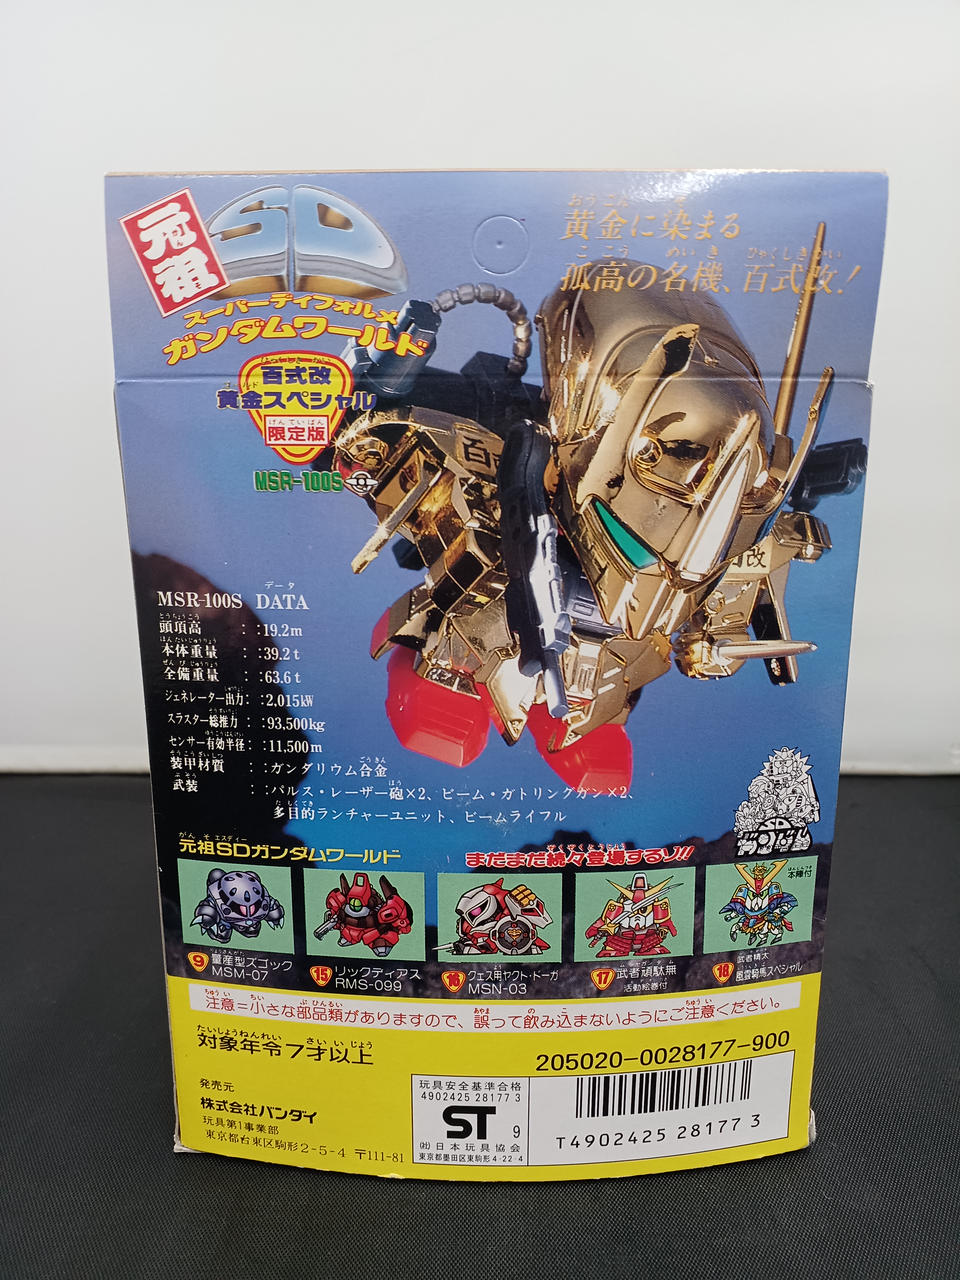 元祖
SD
スーパーディフォルメ
ガンダムワールド
百式改
黄金スペシャル
限定版
MSR-100S
黄金に染まる
孤高の名機、百式改！
百
改
MSR-100S DATA
頭頂高 ：19.2m
本体重量 ：39.2t
全備重量 ：63.6t
ジェネレーター出力：2,015kW
スラスター総推力：93,500kg
センサー有効半径：11,500m
装甲材質 ：ガンダリウム合金
武装 ：パルス・レーザー砲×2、ビーム・ガトリングガン×2、
多目的ランチャーユニット、ビームライフル
元祖SDガンダムワールド
まだまだ続々登場するゾ!!
9 量産型ズゴック
MSM-07
15 リックディアス
RMS-099
16 クェス用ヤクト・ドーガ
MSN-03
17 武者頑駄無
活動絵巻付
本陣付
18 武者精太
風雲騎馬スペシャル
注意＝小さな部品類がありますので、誤って飲み込まないようにご注意ください。
対象年令7才以上
205020-0028177-900
発売元
株式会社バンダイ
玩具第1事業部
東京都台東区駒形2-5-4 〒111-81
玩具安全基準合格
4902425 28177 3
ST 9
㈳日本玩具協会
東京都墨田区東駒形4-22-4
T4902425 28177 3